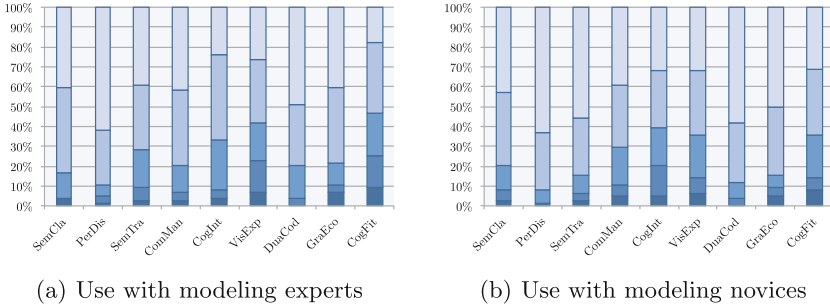 100%
90%
80%
70%
60%
50%
40%
30%
20%
10%
0%
SemCla
PerDis
SemTra
ComMan
CogInt
VisExp
DuaCod
GraEco
CogFit
(a) Use with modeling experts
100%
90%
80%
70%
60%
50%
40%
30%
20%
10%
0%
SemCla
PerDis
SemTra
ComMan
CogInt
VisExp
DuaCod
GraEco
CogFit
(b) Use with modeling novices